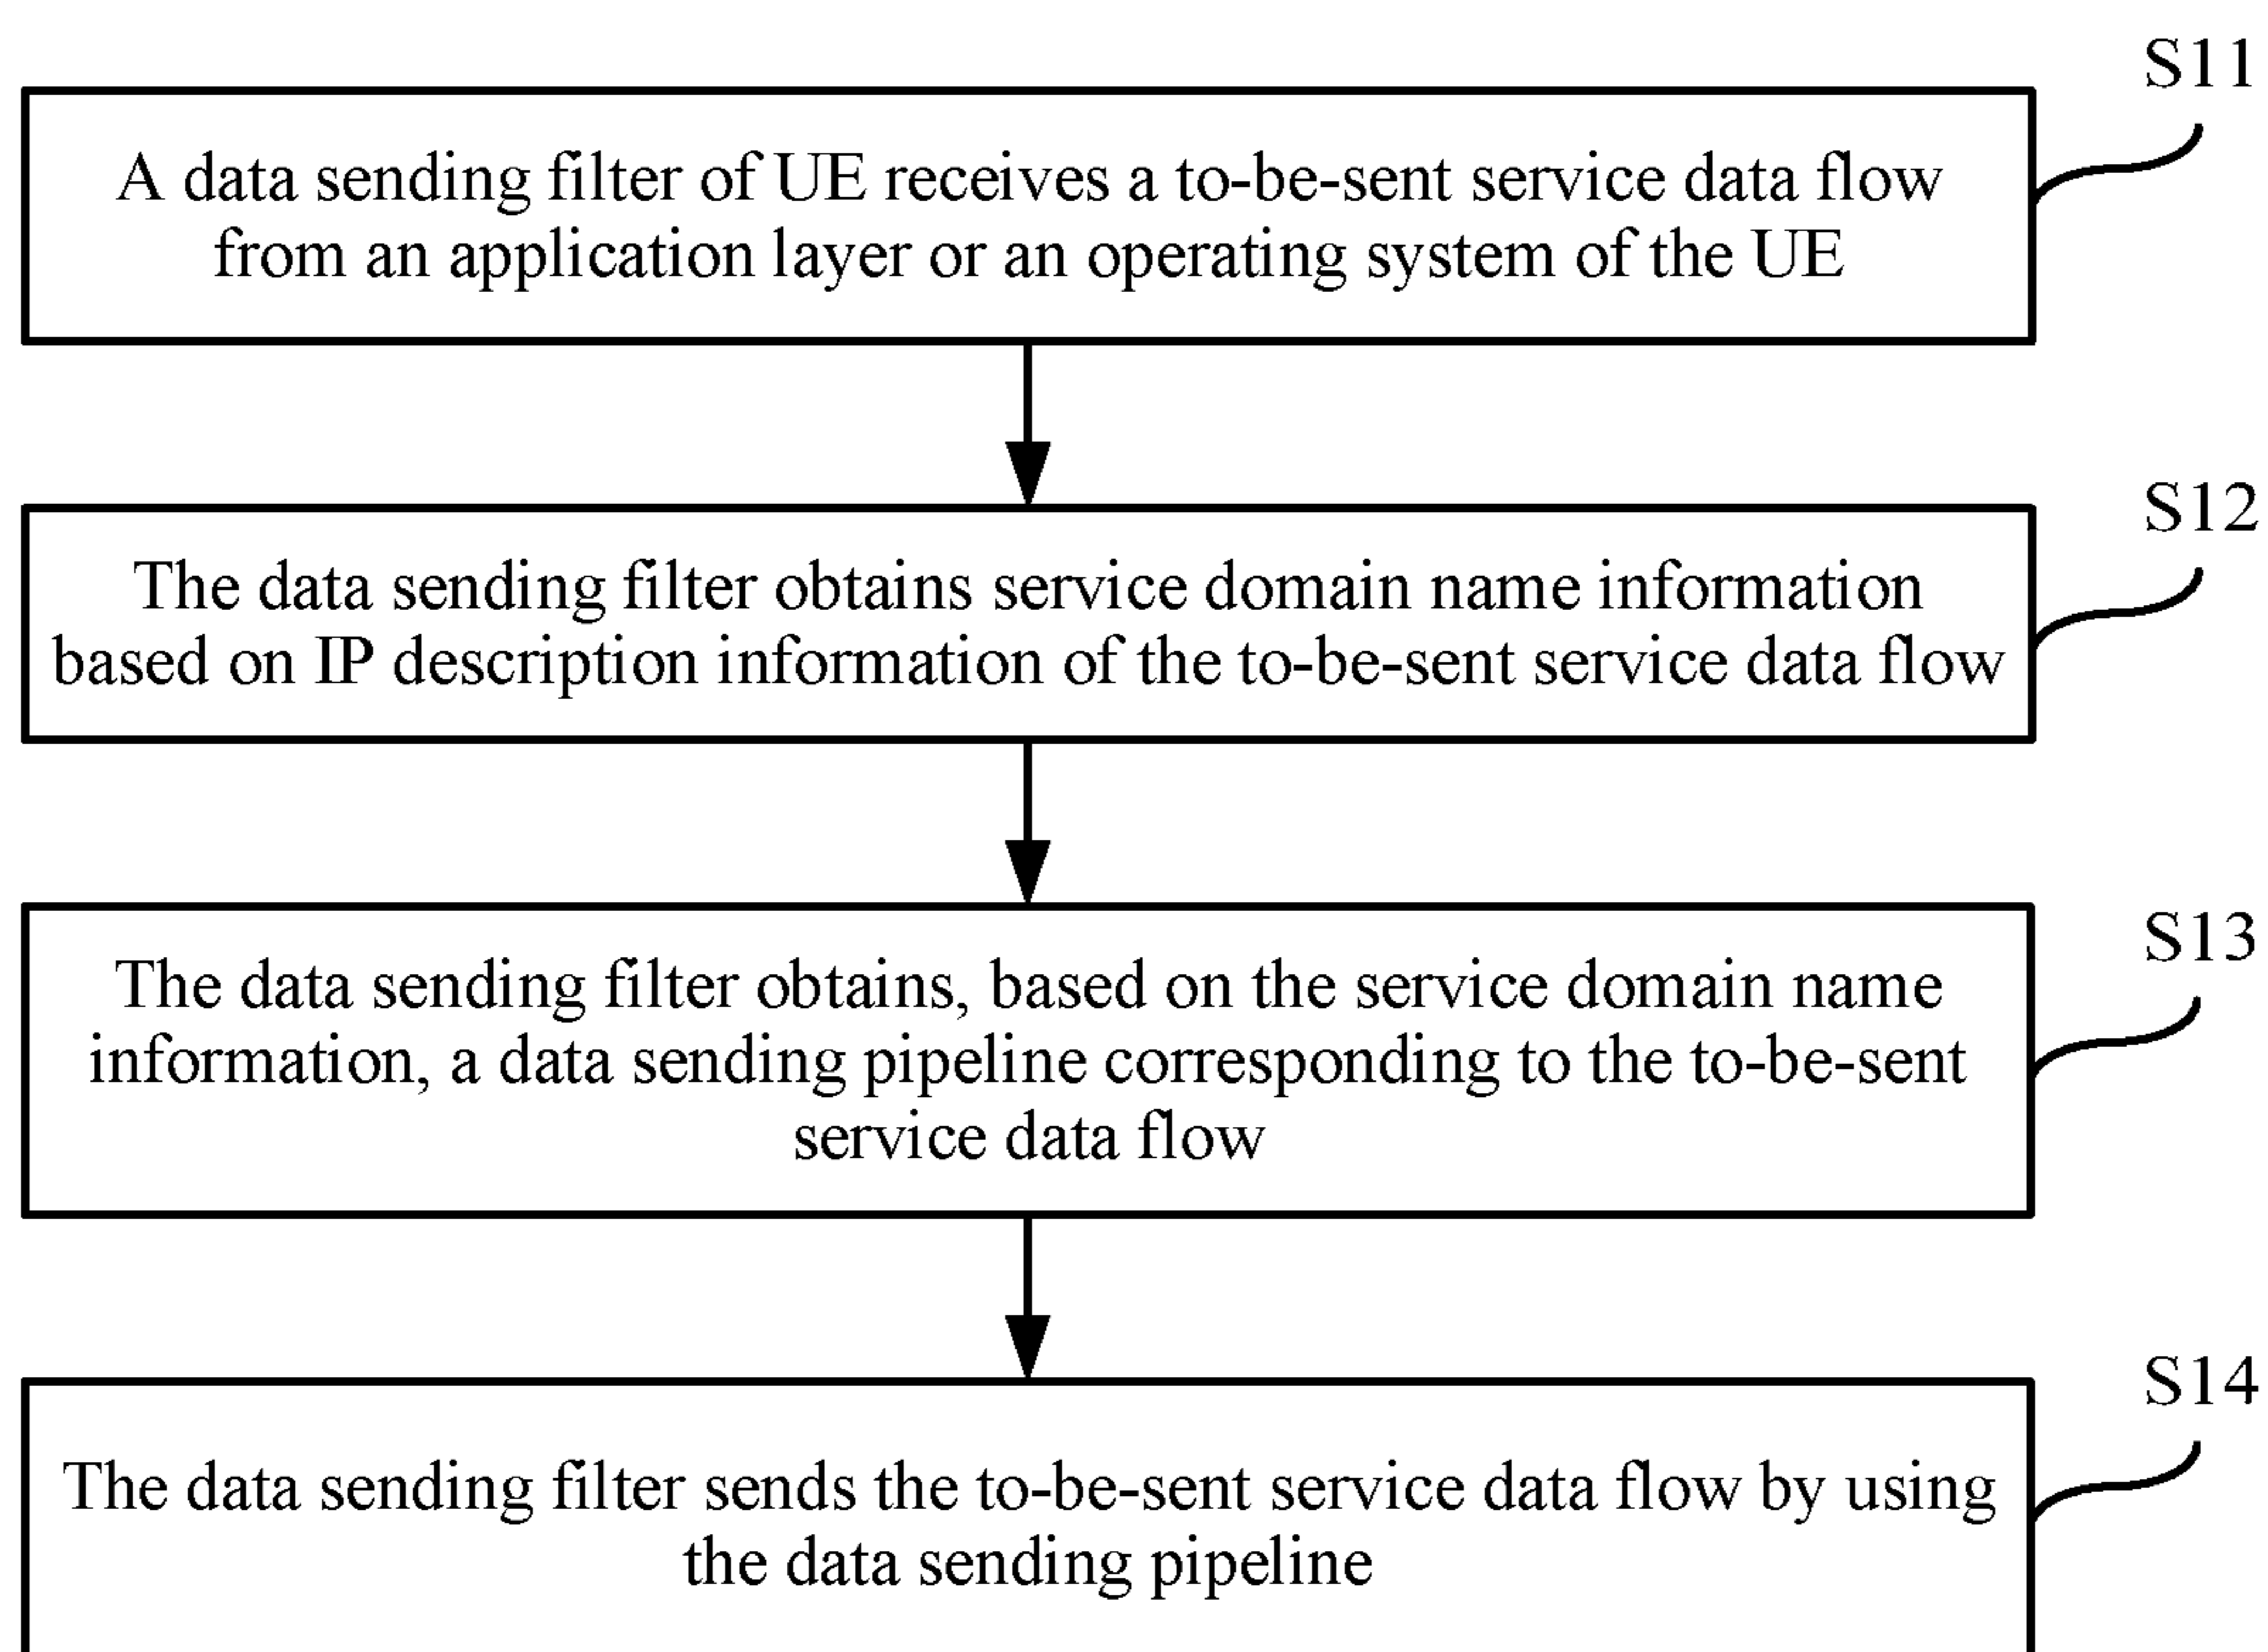 S11
A data sending filter of UE receives a to-be-sent service data flow
from an application layer or an operating system of the UE
S12
The data sending filter obtains service domain name information
based on IP description information of the to-be-sent service data flow
S13
The data sending filter obtains, based on the service domain name
information, a data sending pipeline corresponding to the to-be-sent
service data flow
S14
The data sending filter sends the to-be-sent service data flow by using
the data sending pipeline